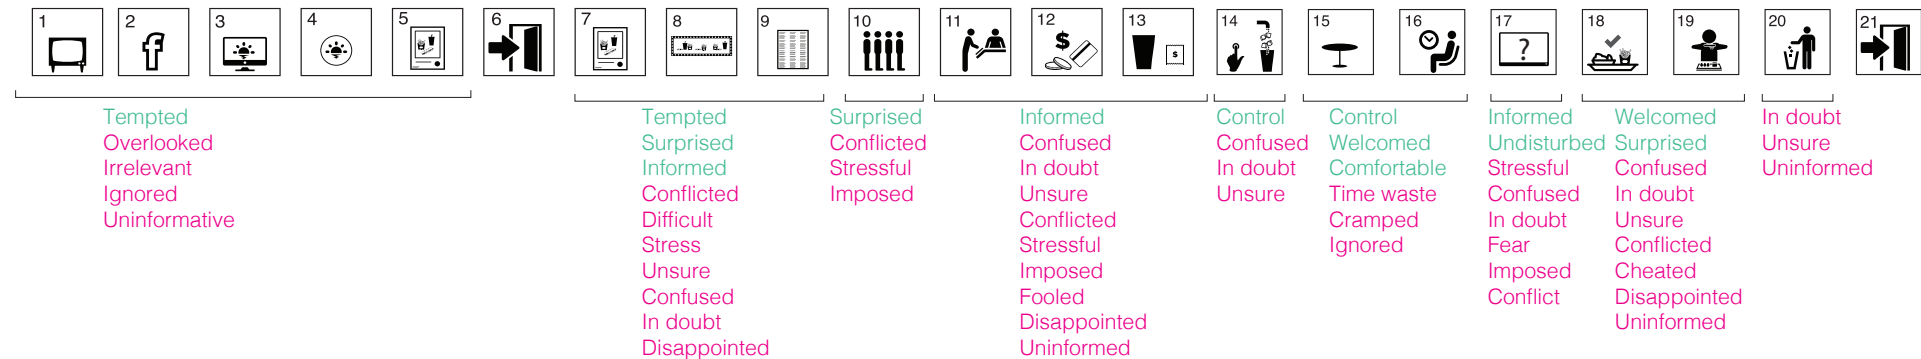 1 2 3 4 5 6 7 8 9 10 11 12 13 14 15 16 17 18 19 20 21
f
$
$
?
Tempted
Overlooked
Irrelevant
Ignored
Uninformative
Tempted
Surprised
Informed
Conflicted
Difficult
Stress
Unsure
Confused
In doubt
Disappointed
Surprised
Conflicted
Stressful
Imposed
Informed
Confused
In doubt
Unsure
Conflicted
Stressful
Imposed
Fooled
Disappointed
Uninformed
Control
Confused
In doubt
Unsure
Control
Welcomed
Comfortable
Time waste
Cramped
Ignored
Informed
Undisturbed
Stressful
Confused
In doubt
Fear
Imposed
Conflict
Welcomed
Surprised
Confused
In doubt
Unsure
Conflicted
Cheated
Disappointed
Uninformed
In doubt
Unsure
Uninformed